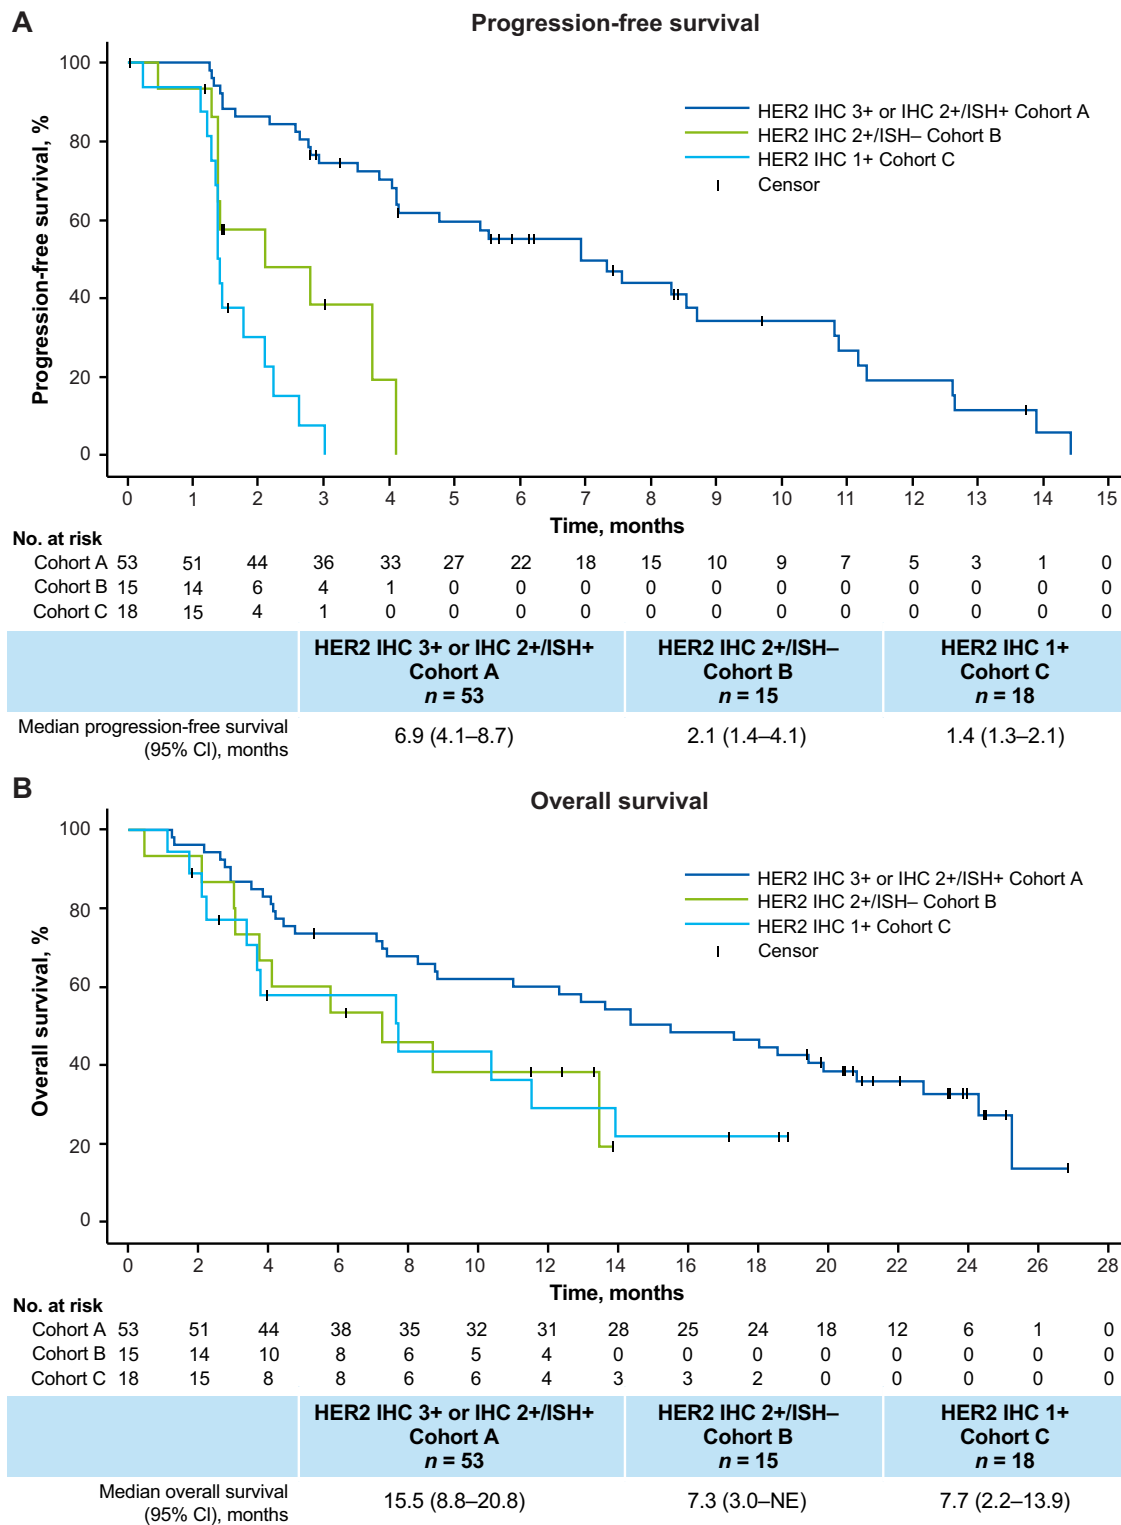 A
Progression-free survival
Progression-free survival, %
100
80
60
40
20
0
HER2 IHC 3+ or IHC 2+/ISH+ Cohort A
HER2 IHC 2+/ISH– Cohort B
HER2 IHC 1+ Cohort C
Censor
0 1 2 3 4 5 6 7 8 9 10 11 12 13 14 15
Time, months
No. at risk
Cohort A 53 51 44 36 33 27 22 18 15 10 9 7 5 3 1 0
Cohort B 15 14 6 4 1 0 0 0 0 0 0 0 0 0 0 0
Cohort C 18 15 4 1 0 0 0 0 0 0 0 0 0 0 0 0
HER2 IHC 3+ or IHC 2+/ISH+ HER2 IHC 2+/ISH– HER2 IHC 1+
Cohort A Cohort B Cohort C
n = 53 n = 15 n = 18
Median progression-free survival
(95% CI), months 6.9 (4.1–8.7) 2.1 (1.4–4.1) 1.4 (1.3–2.1)
B
Overall survival
Overall survival, %
100
80
60
40
20
0
HER2 IHC 3+ or IHC 2+/ISH+ Cohort A
HER2 IHC 2+/ISH– Cohort B
HER2 IHC 1+ Cohort C
Censor
0 2 4 6 8 10 12 14 16 18 20 22 24 26 28
Time, months
No. at risk
Cohort A 53 51 44 38 35 32 31 28 25 24 18 12 6 1 0
Cohort B 15 14 10 8 6 5 4 0 0 0 0 0 0 0 0
Cohort C 18 15 8 8 6 6 4 3 3 2 0 0 0 0 0
HER2 IHC 3+ or IHC 2+/ISH+ HER2 IHC 2+/ISH– HER2 IHC 1+
Cohort A Cohort B Cohort C
n = 53 n = 15 n = 18
Median overall survival
(95% CI), months 15.5 (8.8–20.8) 7.3 (3.0–NE) 7.7 (2.2–13.9)